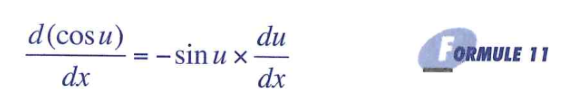 d(cos u)/dx = − sin u × du/dx
FORMULE 11